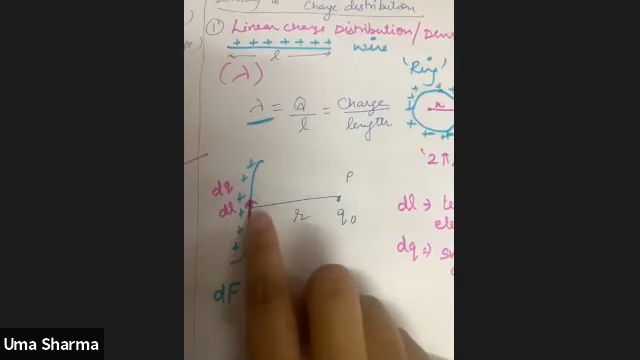 Charge distribution
1) Linear Charge Distribution/
+ + + + + + + +
wire
l
'Ring'
(λ)
r
λ = Q/l = Charge/length
'2π
dq
dl
P
r
q₀
dl ⇒
dq ⇒
dF
Uma Sharma